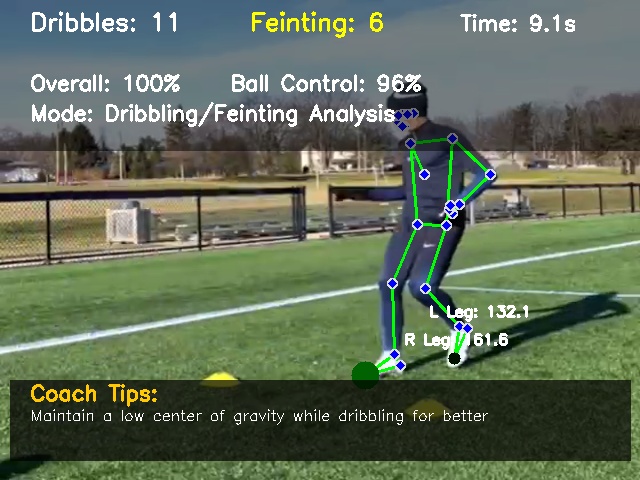 Dribbles: 11 Feinting: 6 Time: 9.1s
Overall: 100% Ball Control: 96%
Mode: Dribbling/Feinting Analysis
L Leg: 132.1
R Leg: 161.6
Coach Tips:
Maintain a low center of gravity while dribbling for better